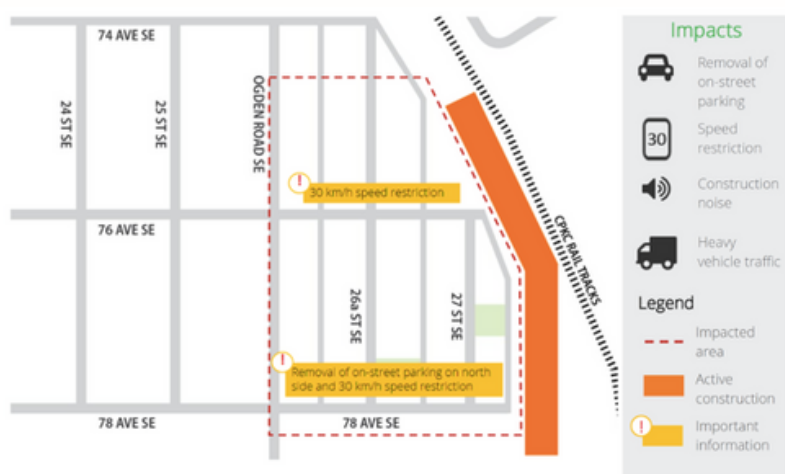 74 AVE SE
24 ST SE
25 ST SE
OGDEN ROAD SE
30 km/h speed restriction
76 AVE SE
CPKC RAIL TRACKS
26a ST SE
27 ST SE
Removal of on-street parking on north
side and 30 km/h speed restriction
78 AVE SE
78 AVE SE
Impacts
Removal of
on-street
parking
30
Speed
restriction
Construction
noise
Heavy
vehicle traffic
Legend
Impacted
area
Active
construction
!
Important
information
!
!